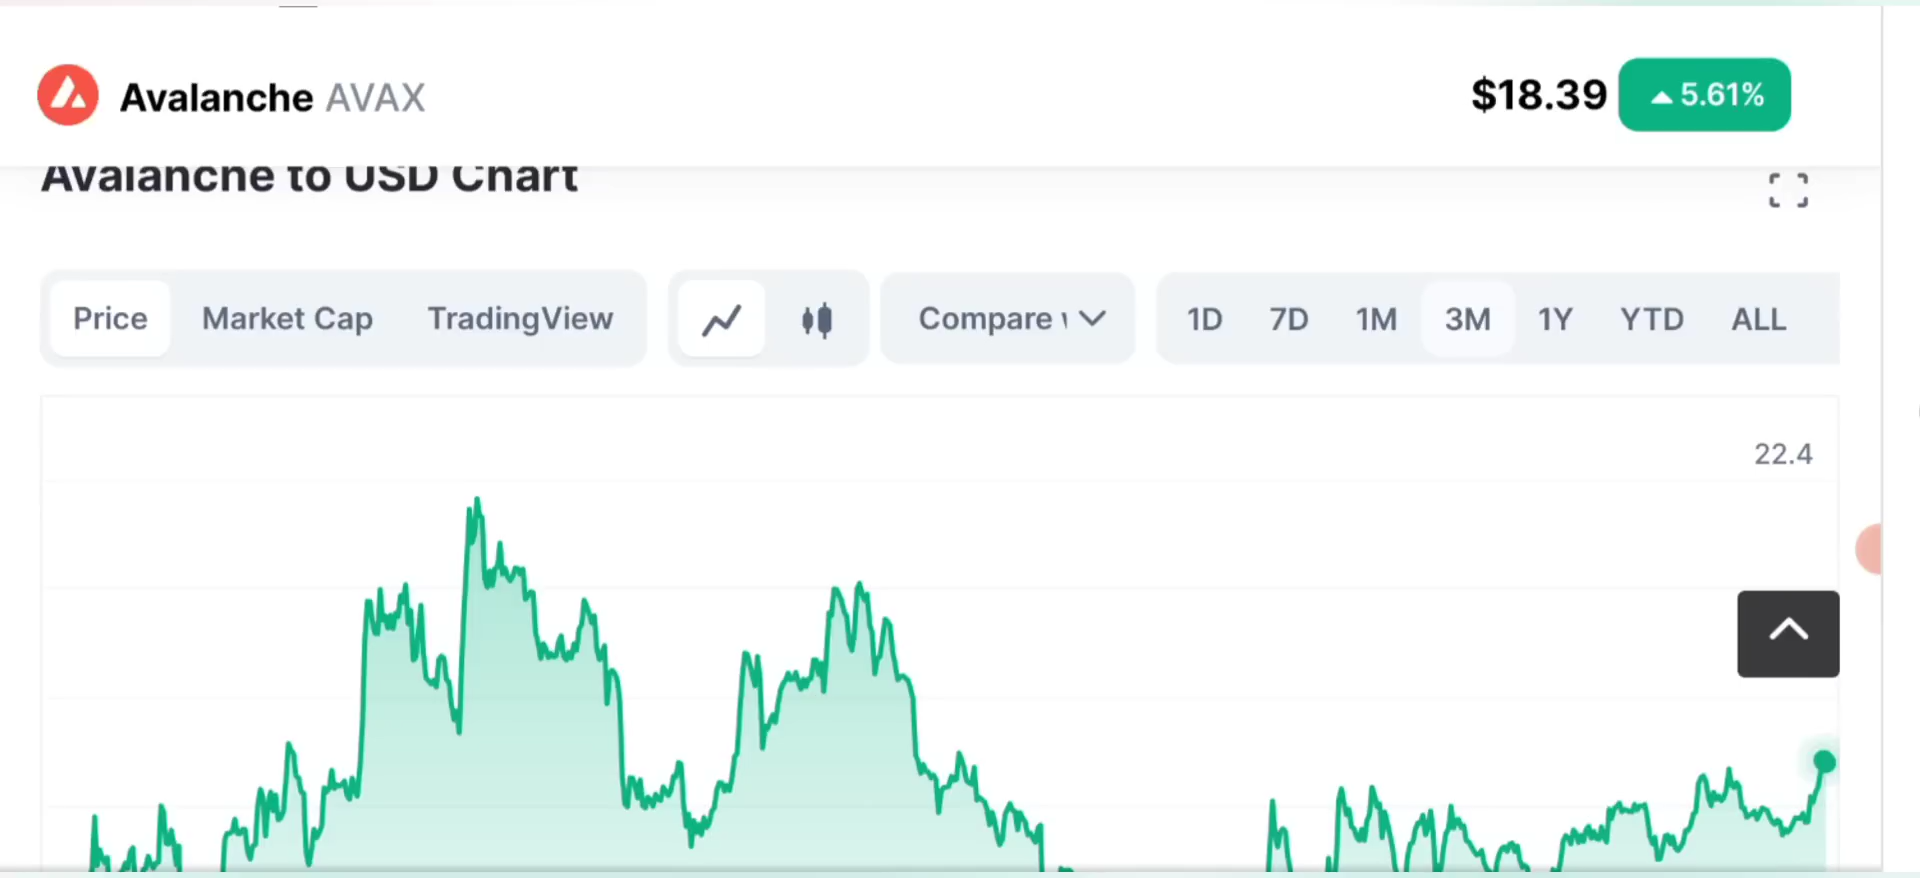 Avalanche AVAX
$18.39 5.61%
Avalanche to USD Chart
Price Market Cap TradingView Compare 1D 7D 1M 3M 1Y YTD ALL
22.4